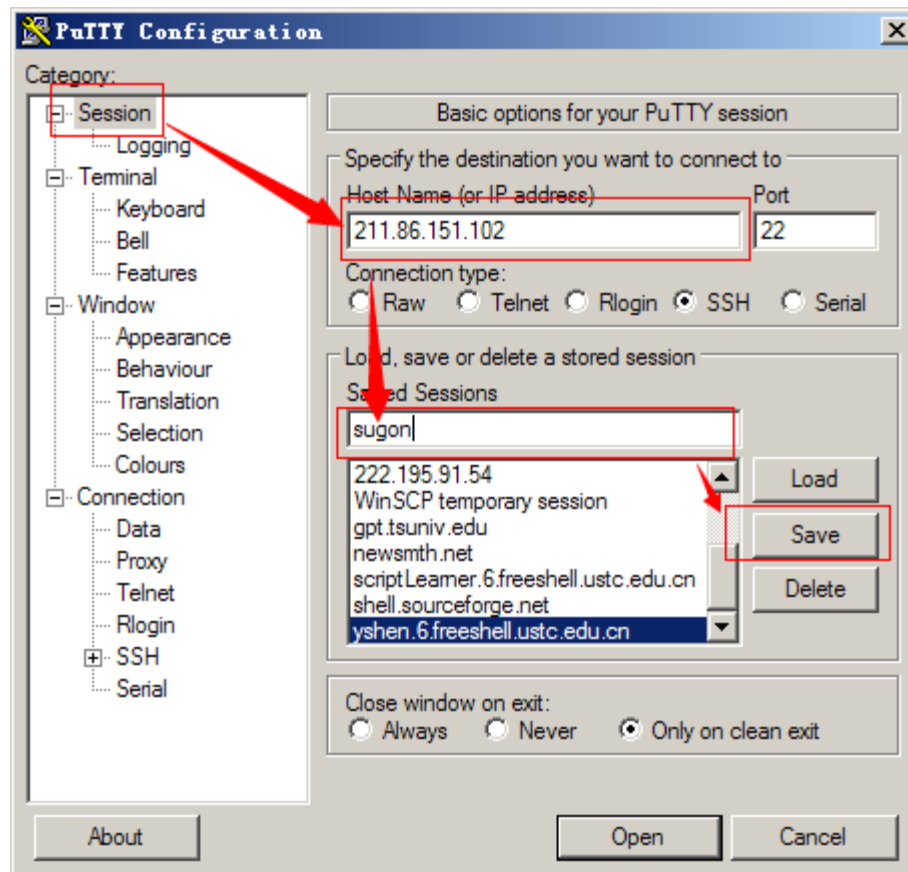 PuTTY Configuration
Category:
Session
Logging
Terminal
Keyboard
Bell
Features
Window
Appearance
Behaviour
Translation
Selection
Colours
Connection
Data
Proxy
Telnet
Rlogin
SSH
Serial
Basic options for your PuTTY session
Specify the destination you want to connect to
Host Name (or IP address) Port
211.86.151.102 22
Connection type:
Raw Telnet Rlogin SSH Serial
Load, save or delete a stored session
Saved Sessions
sugon
222.195.91.54
WinSCP temporary session
gpt.tsuniv.edu
newsmth.net
scriptLearner.6.freeshell.ustc.edu.cn
shell.sourceforge.net
yshen.6.freeshell.ustc.edu.cn
Load
Save
Delete
Close window on exit:
Always Never Only on clean exit
About Open Cancel